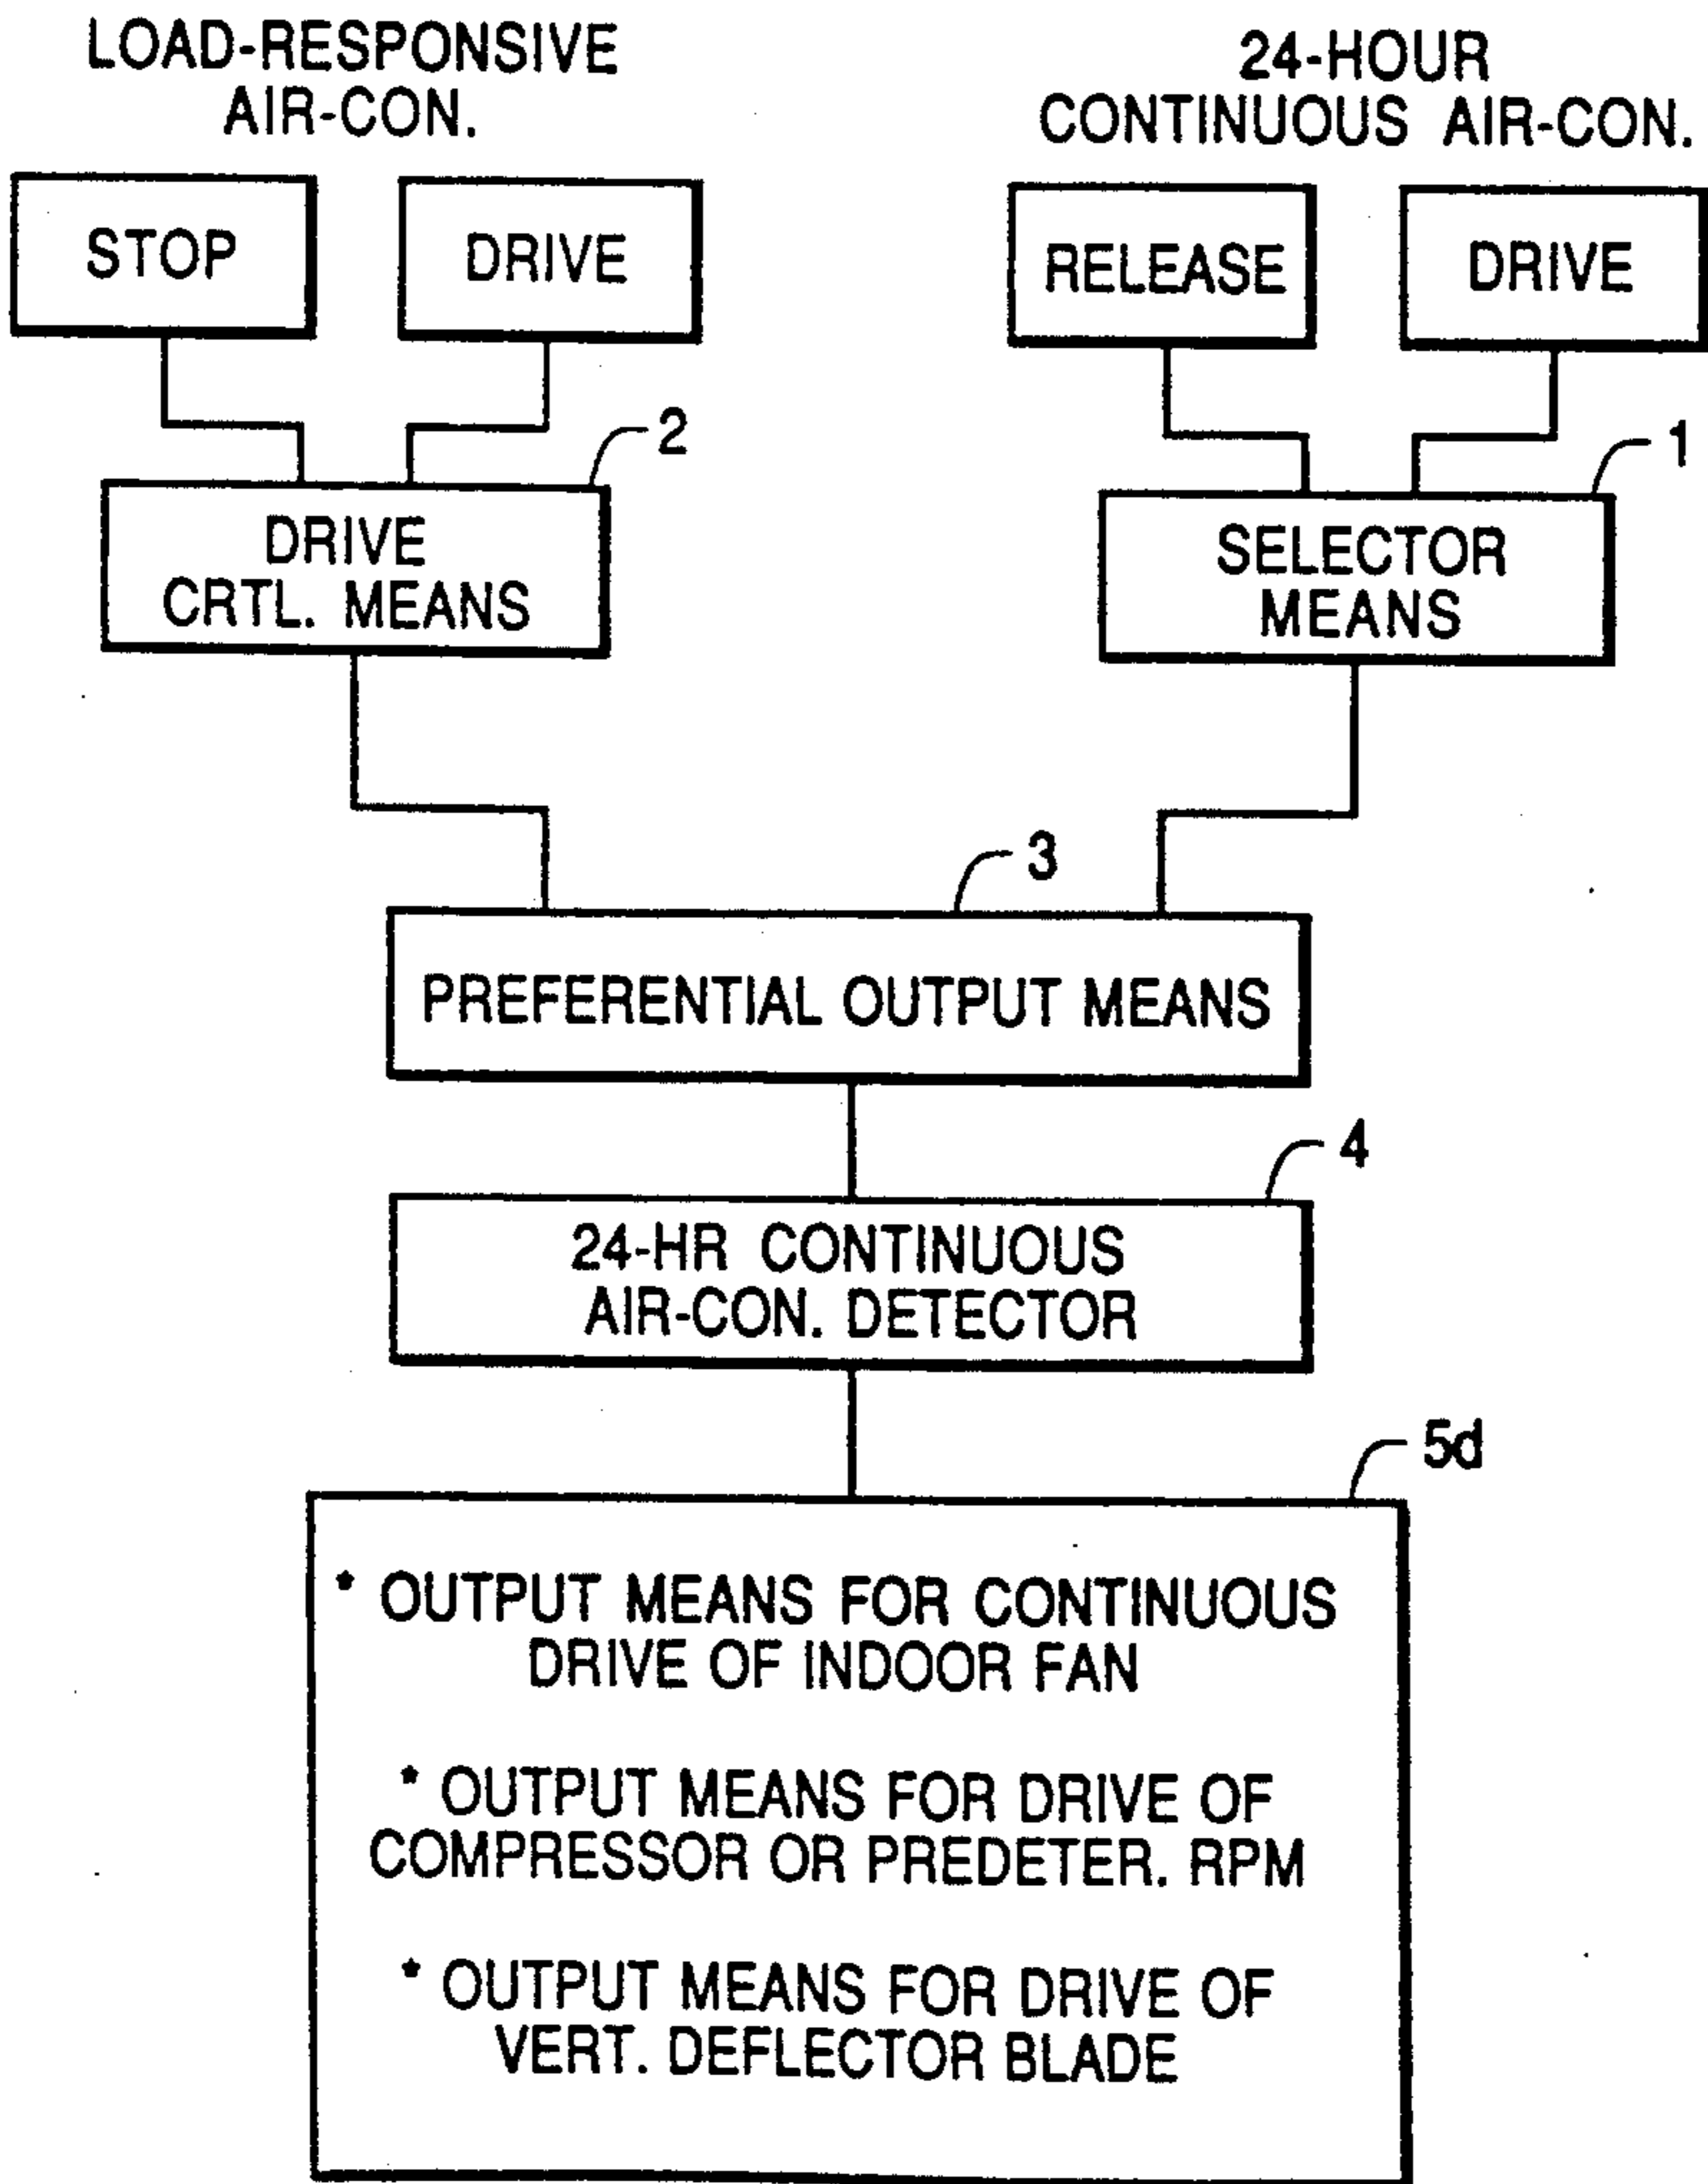 LOAD-RESPONSIVE
AIR-CON.
24-HOUR
CONTINUOUS AIR-CON.
STOP
DRIVE
RELEASE
DRIVE
2
1
DRIVE
CRTL. MEANS
SELECTOR
MEANS
3
PREFERENTIAL OUTPUT MEANS
4
24-HR CONTINUOUS
AIR-CON. DETECTOR
5d
* OUTPUT MEANS FOR CONTINUOUS
DRIVE OF INDOOR FAN
* OUTPUT MEANS FOR DRIVE OF
COMPRESSOR OR PREDETER. RPM
* OUTPUT MEANS FOR DRIVE OF
VERT. DEFLECTOR BLADE